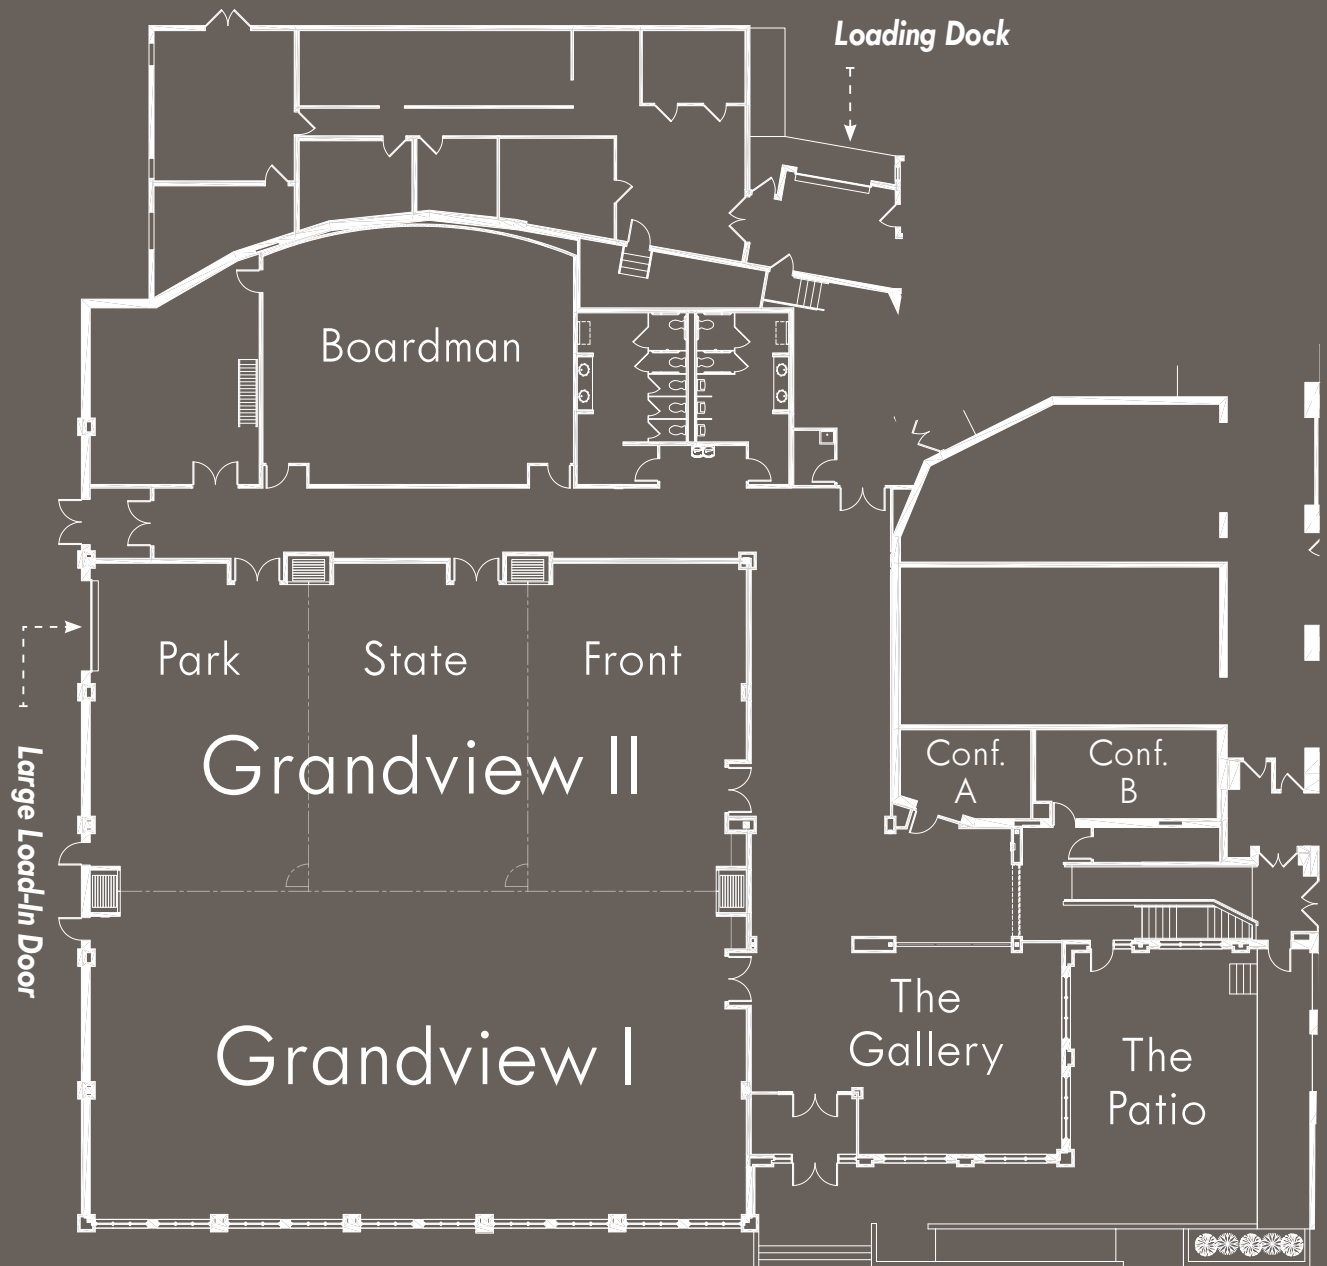 Loading Dock
Boardman
Park
State
Front
Grandview II
Conf.
A
Conf.
B
Large Load-In Door
Grandview I
The
Gallery
The
Patio